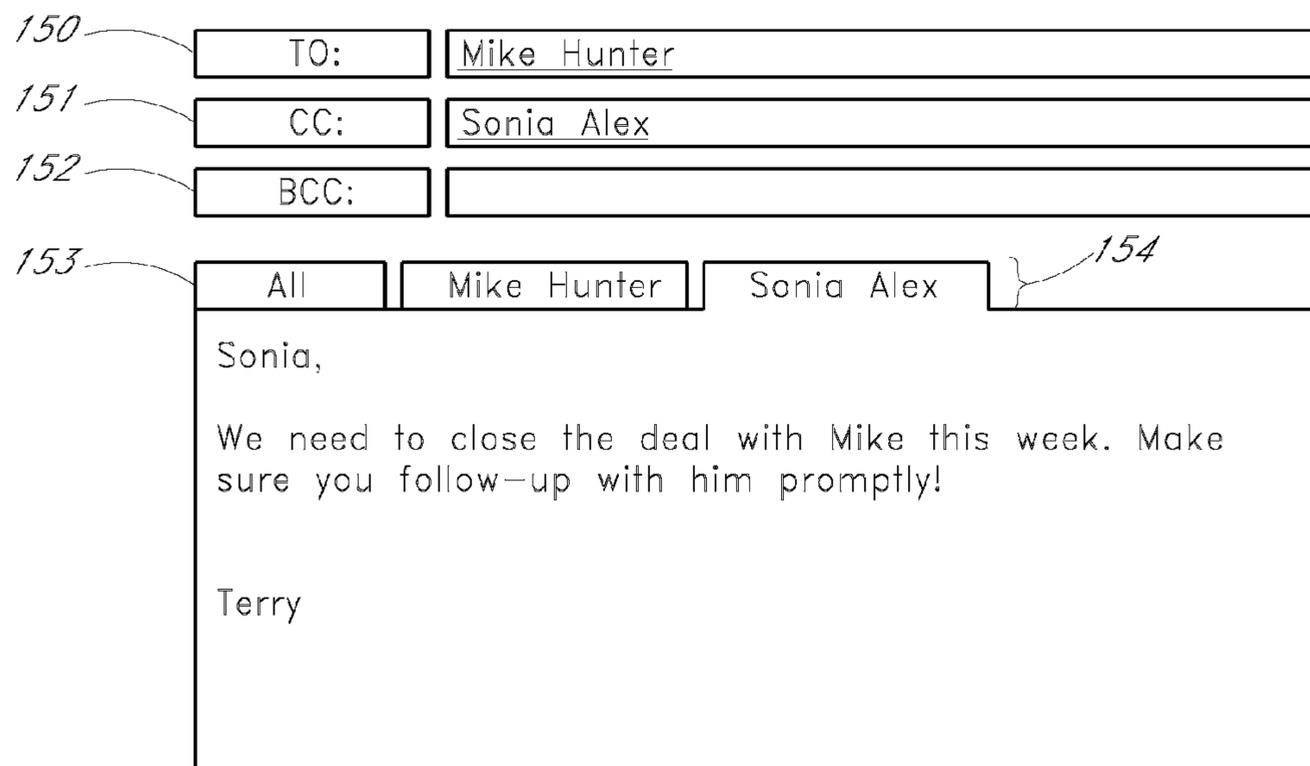 150 TO: Mike Hunter
151 CC: Sonia Alex
152 BCC:
154
153 All Mike Hunter Sonia Alex
Sonia,
We need to close the deal with Mike this week. Make
sure you follow-up with him promptly!
Terry